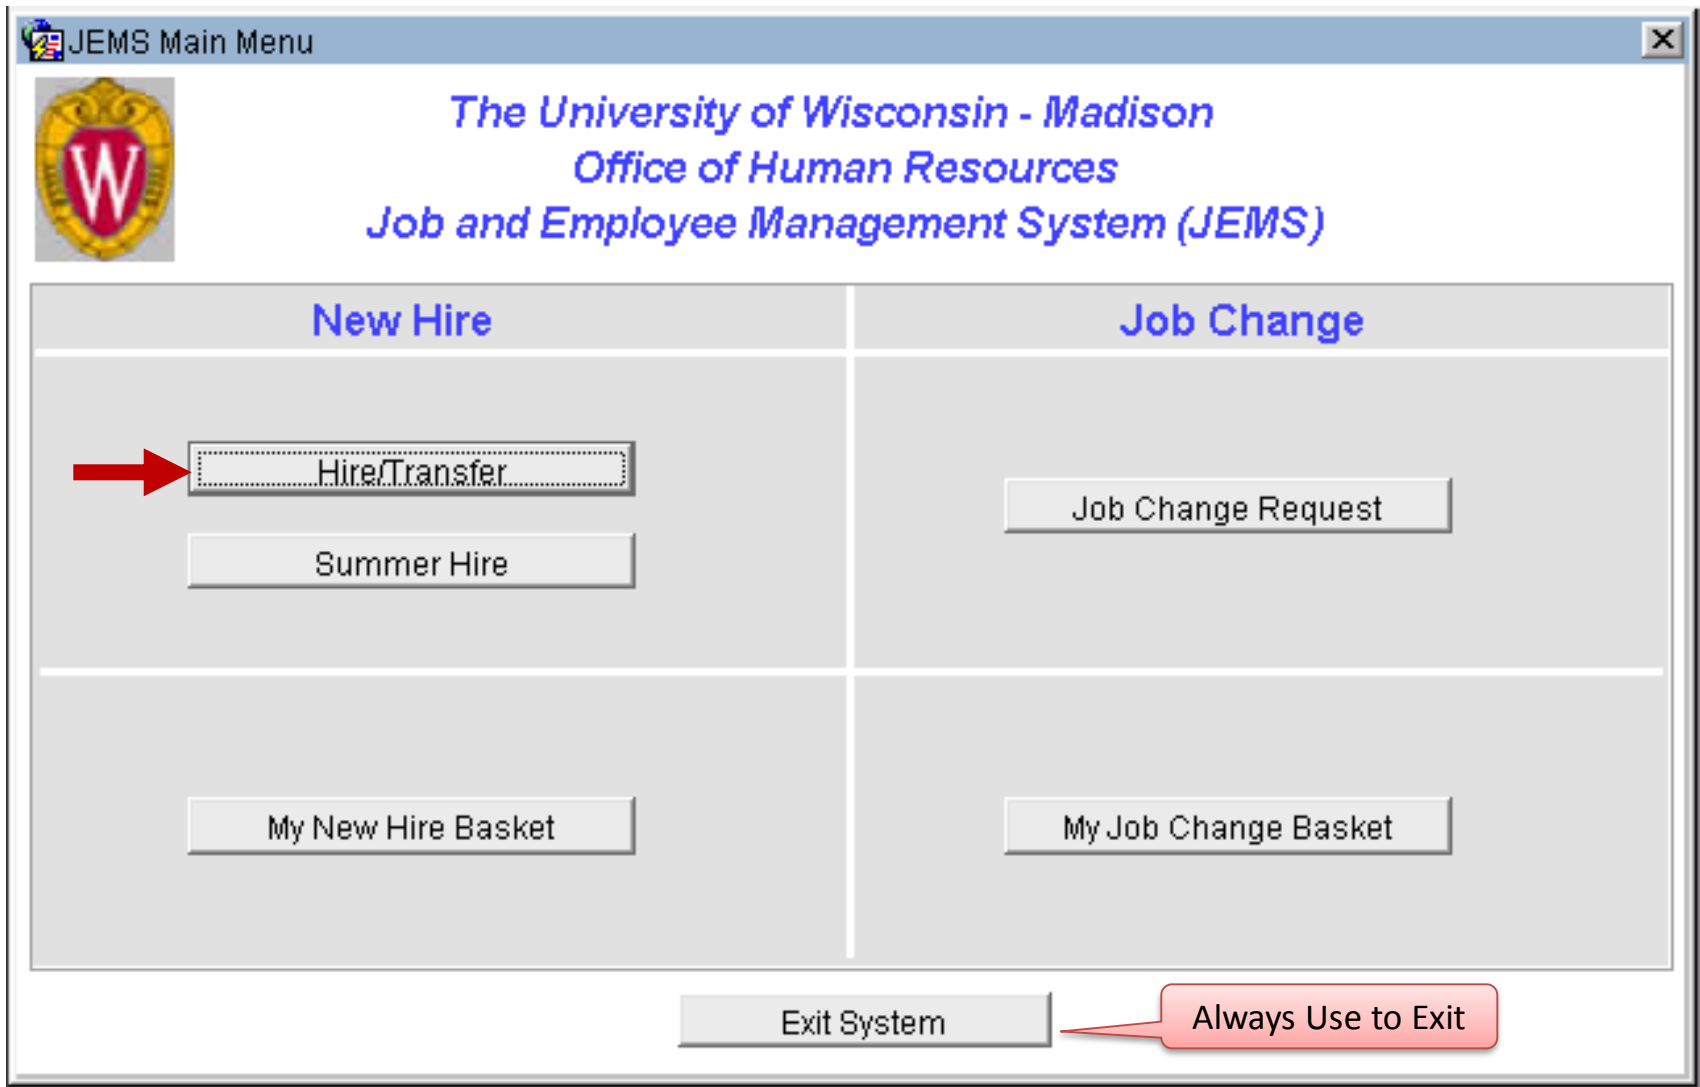 JEMS Main Menu
W
The University of Wisconsin - Madison
Office of Human Resources
Job and Employee Management System (JEMS)
New Hire
Job Change
Hire/Transfer
Job Change Request
Summer Hire
My New Hire Basket
My Job Change Basket
Exit System
Always Use to Exit